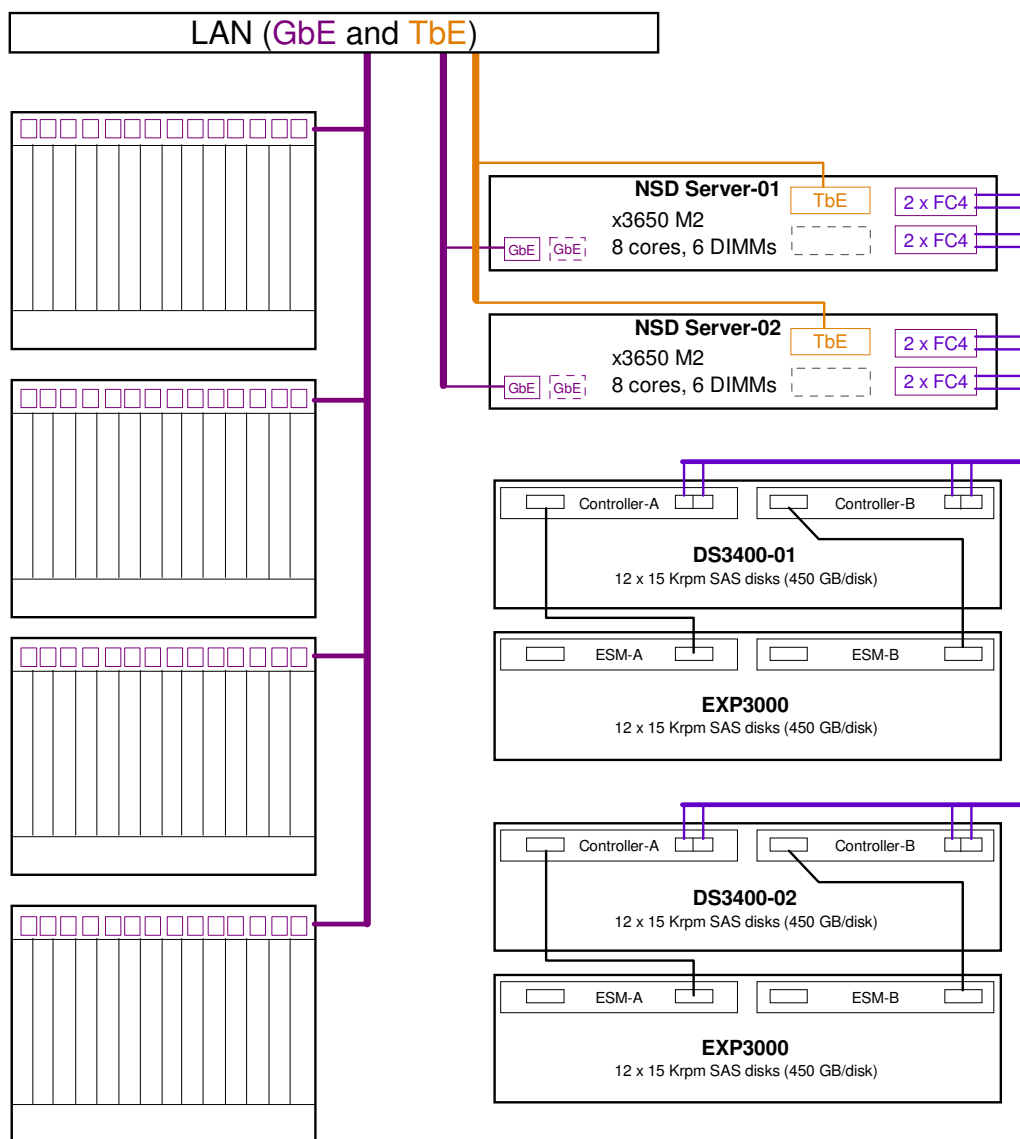 LAN (GbE and TbE)
NSD Server-01
x3650 M2
8 cores, 6 DIMMs
GbE
GbE
TbE
2 x FC4
2 x FC4
NSD Server-02
x3650 M2
8 cores, 6 DIMMs
GbE
GbE
TbE
2 x FC4
2 x FC4
Controller-A
Controller-B
DS3400-01
12 x 15 Krpm SAS disks (450 GB/disk)
ESM-A
ESM-B
EXP3000
12 x 15 Krpm SAS disks (450 GB/disk)
Controller-A
Controller-B
DS3400-02
12 x 15 Krpm SAS disks (450 GB/disk)
ESM-A
ESM-B
EXP3000
12 x 15 Krpm SAS disks (450 GB/disk)